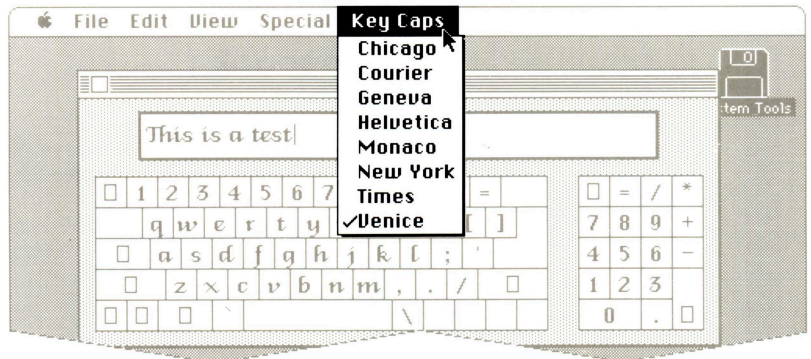 File Edit View Special Key Caps
Chicago
Courier
Geneva
Helvetica
Monaco
New York
Times
✓Venice
tem Tools
This is a test
1 2 3 4 5 6 7 =
q w e r t y [ ]
a s d f g h j k l ; '
z x c v b n m , . /
` \
= / *
7 8 9 +
4 5 6 -
1 2 3
0 .